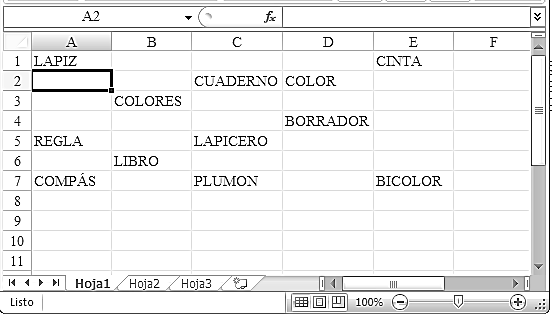 A2 fx
A B C D E F
1 LAPIZ CINTA
2 CUADERNO COLOR
3 COLORES
4 BORRADOR
5 REGLA LAPICERO
6 LIBRO
7 COMPÁS PLUMON BICOLOR
8
9
10
11
Hoja1 Hoja2 Hoja3
Listo 100%